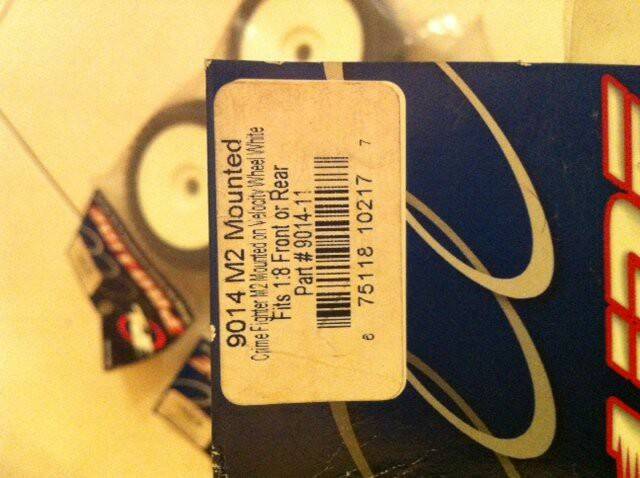 9014 M2 Mounted
Crime Fighter M2 Mounted on Velocity Wheel White
Fits 1:8 Front or Rear
Part # 9014-11
6 75118 10217 7